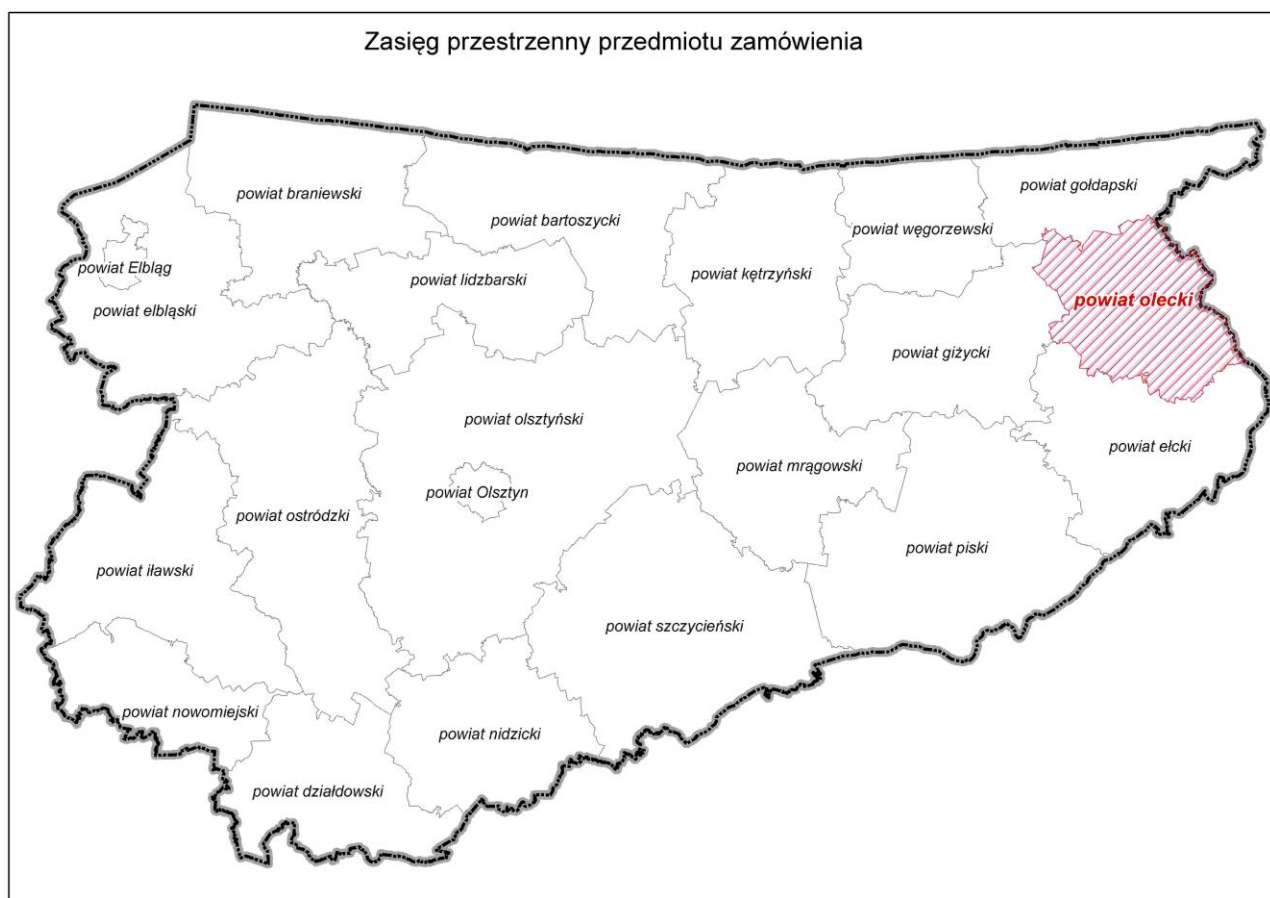 Zasięg przestrzenny przedmiotu zamówienia
powiat gołdapski
powiat braniewski
powiat bartoszycki
powiat węgorzewski
powiat Elbląg
powiat lidzbarski
powiat kętrzyński
powiat olecki
powiat elbląski
powiat giżycki
powiat olsztyński
powiat ełcki
powiat mrągowski
powiat Olsztyn
powiat ostródzki
powiat piski
powiat iławski
powiat szczycieński
powiat nowomiejski
powiat nidzicki
powiat działdowski